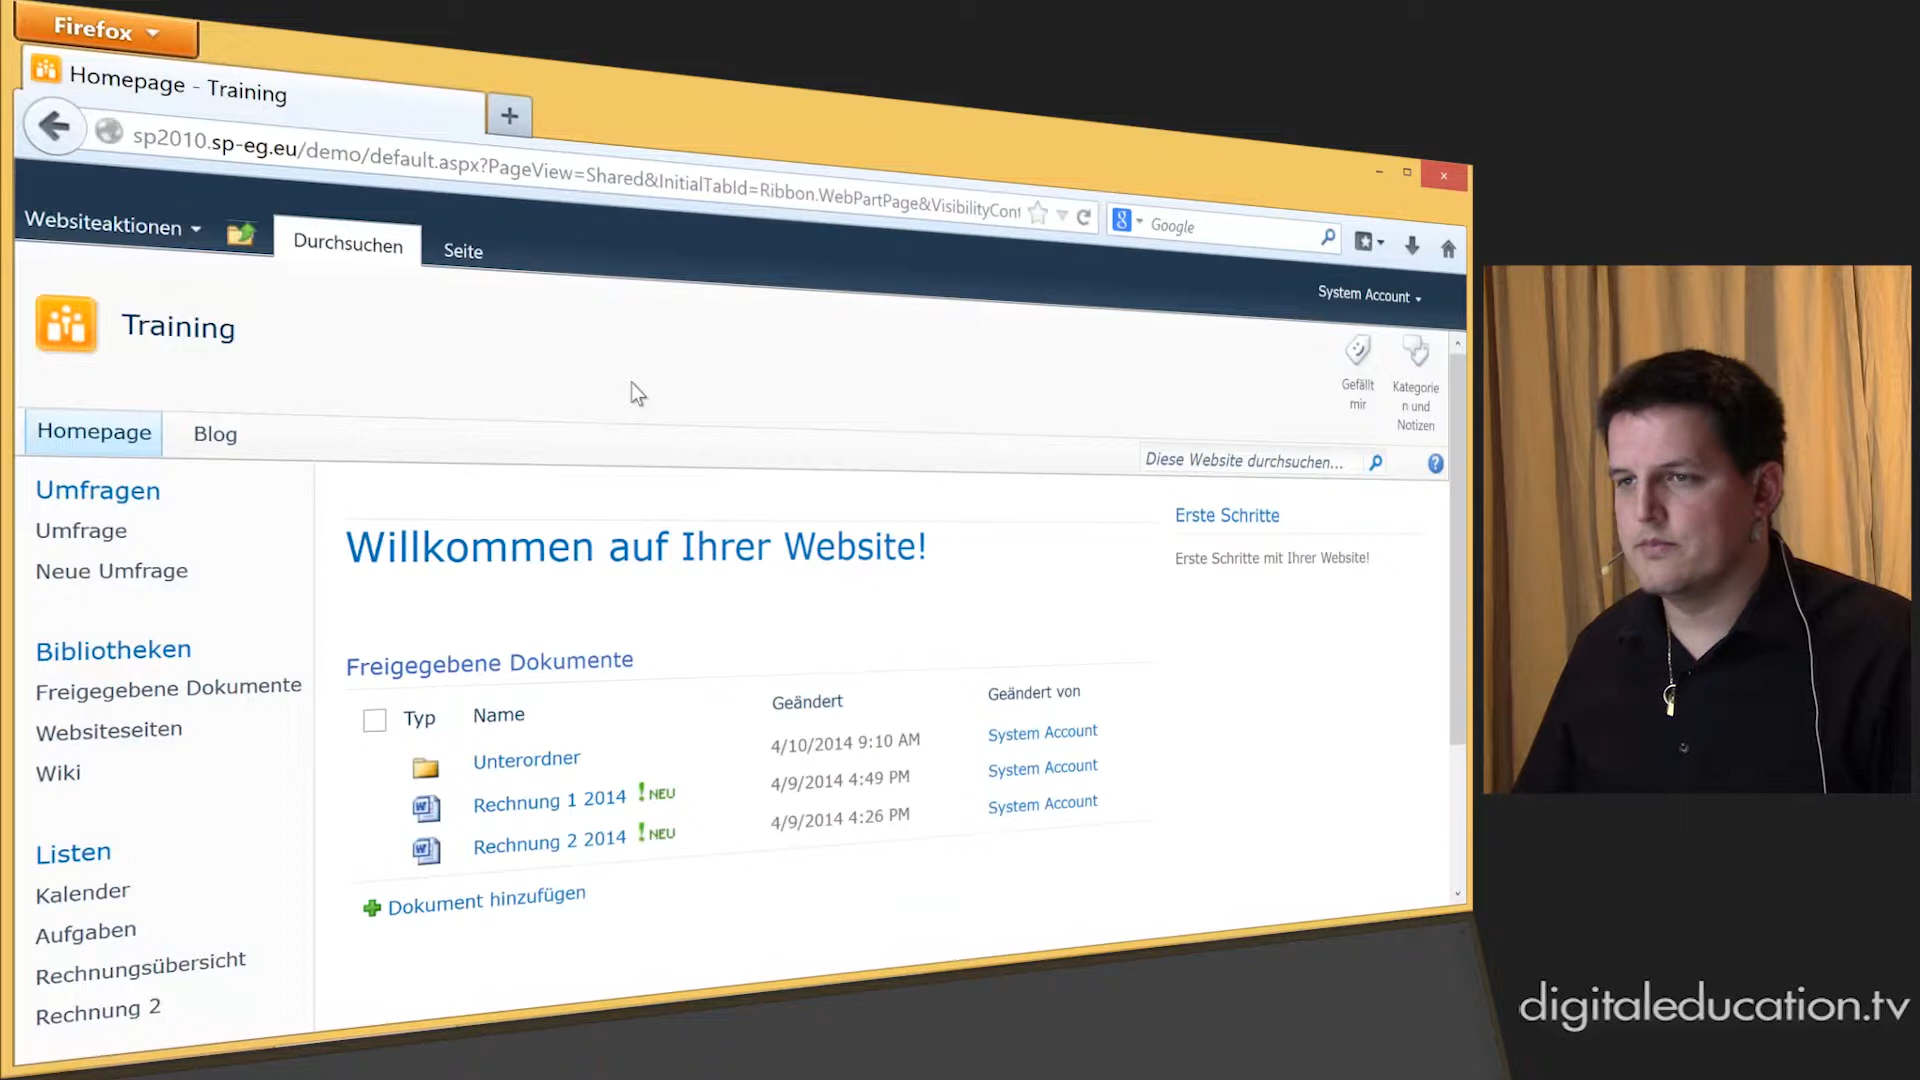 Firefox
Homepage - Training
sp2010.sp-eg.eu/demo/default.aspx?PageView=Shared&InitialTabId=Ribbon.WebPartPage&VisibilityCont
Google
Websiteaktionen
Durchsuchen
Seite
System Account
Training
Gefällt mir
Kategorie
n und
Notizen
Homepage
Blog
Diese Website durchsuchen...
Umfragen
Umfrage
Neue Umfrage
Bibliotheken
Freigegebene Dokumente
Websiteseiten
Wiki
Listen
Kalender
Aufgaben
Rechnungsübersicht
Rechnung 2
Willkommen auf Ihrer Website!
Freigegebene Dokumente
Typ Name Geändert Geändert von
Unterordner 4/10/2014 9:10 AM System Account
Rechnung 1 2014 ! NEU 4/9/2014 4:49 PM System Account
Rechnung 2 2014 ! NEU 4/9/2014 4:26 PM System Account
Dokument hinzufügen
Erste Schritte
Erste Schritte mit Ihrer Website!
digitaleducation.tv